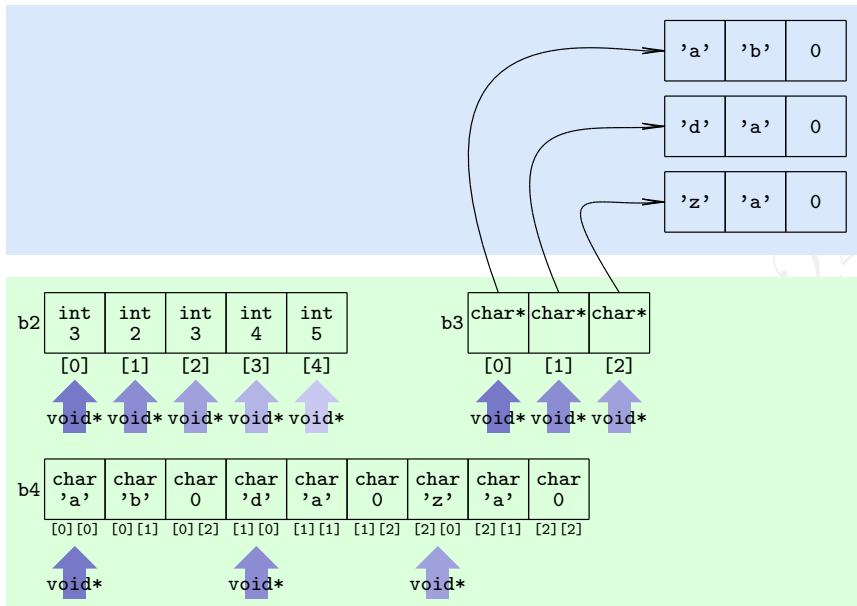 ’a’ ’b’ 0
’d’ ’a’ 0
’z’ ’a’ 0
b2 int int int int int b3 char* char* char*
3 2 3 4 5
[0] [1] [2] [3] [4] [0] [1] [2]
void* void* void* void* void* void* void* void*
b4 char char char char char char char char char
’a’ ’b’ 0 ’d’ ’a’ 0 ’z’ ’a’ 0
[0][0] [0][1] [0][2] [1][0] [1][1] [1][2] [2][0] [2][1] [2][2]
void* void* void*